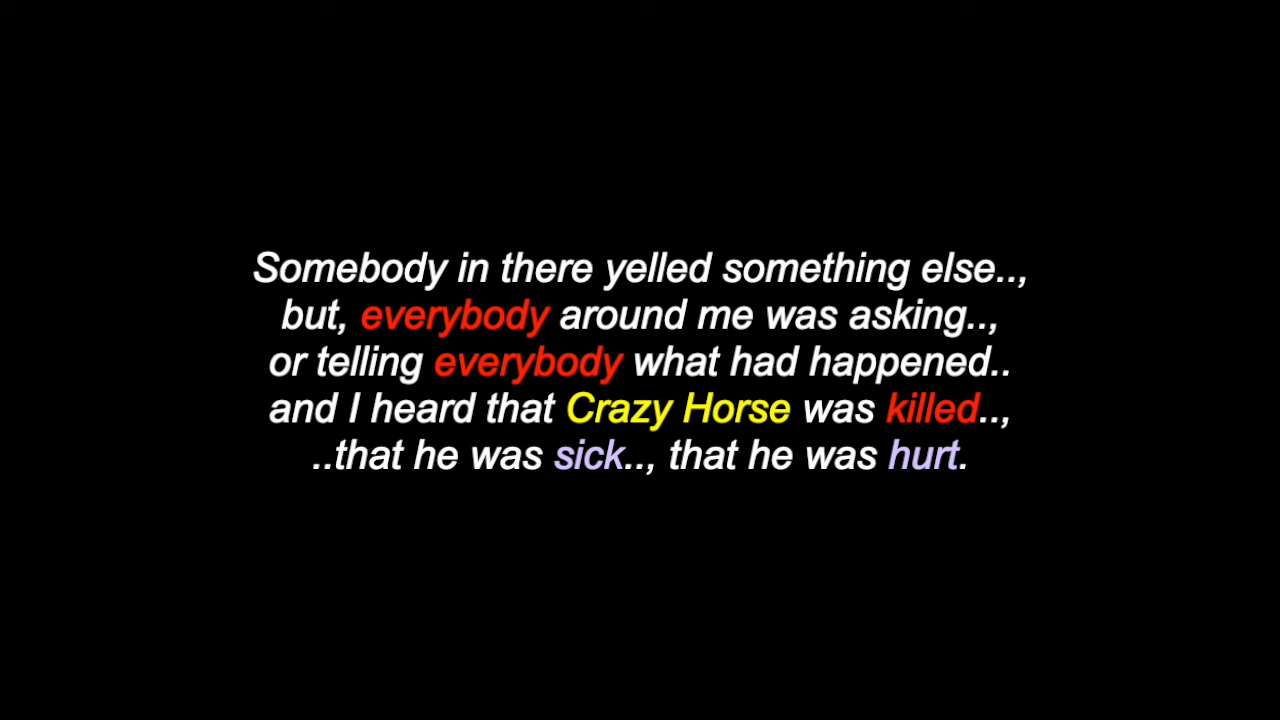 Somebody in there yelled something else..,
but, everybody around me was asking..,
or telling everybody what had happened..
and I heard that Crazy Horse was killed..,
..that he was sick.., that he was hurt.